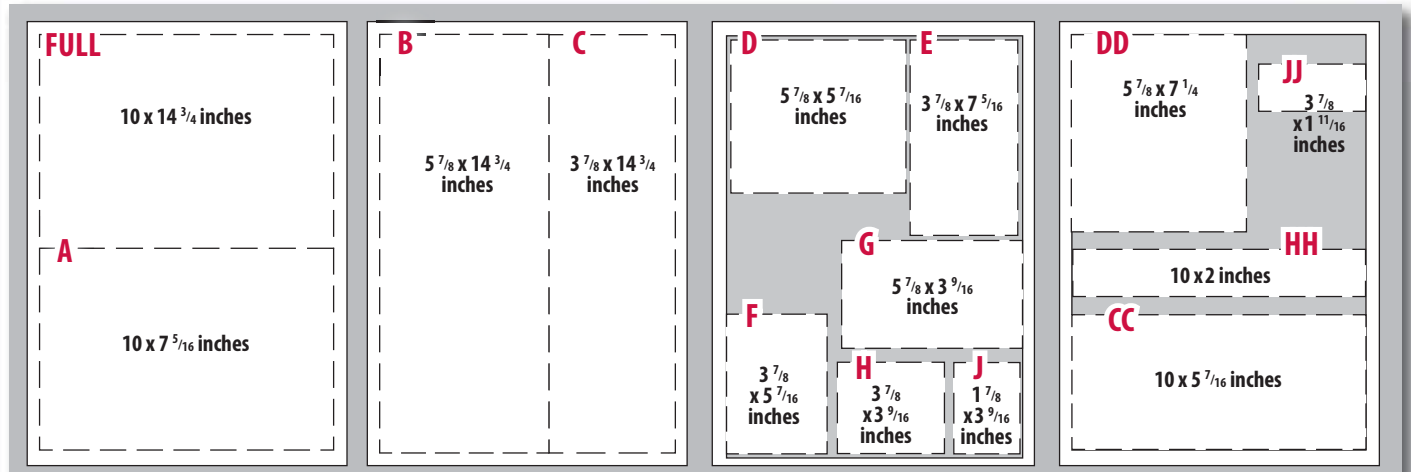 FULL
10 x 14 3/4 inches
A
10 x 7 5/16 inches
B
5 7/8 x 14 3/4
inches
C
3 7/8 x 14 3/4
inches
D
5 7/8 x 5 7/16
inches
E
3 7/8 x 7 5/16
inches
G
5 7/8 x 3 9/16
inches
F
3 7/8
x 5 7/16
inches
H
3 7/8
x 3 9/16
inches
J
1 7/8
x 3 9/16
inches
DD
5 7/8 x 7 1/4
inches
JJ
3 7/8
x 1 11/16
inches
HH
10 x 2 inches
CC
10 x 5 7/16 inches